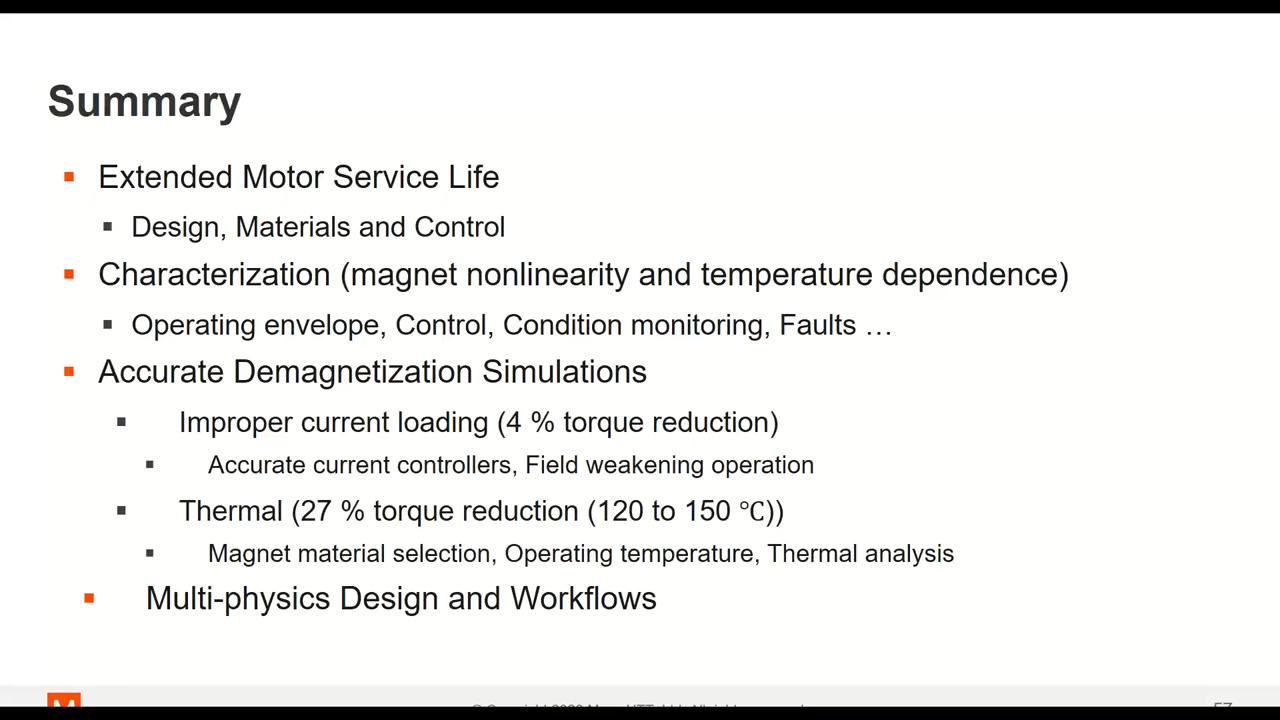 Summary
Extended Motor Service Life
Design, Materials and Control
Characterization (magnet nonlinearity and temperature dependence)
Operating envelope, Control, Condition monitoring, Faults …
Accurate Demagnetization Simulations
Improper current loading (4 % torque reduction)
Accurate current controllers, Field weakening operation
Thermal (27 % torque reduction (120 to 150 ℃))
Magnet material selection, Operating temperature, Thermal analysis
Multi-physics Design and Workflows